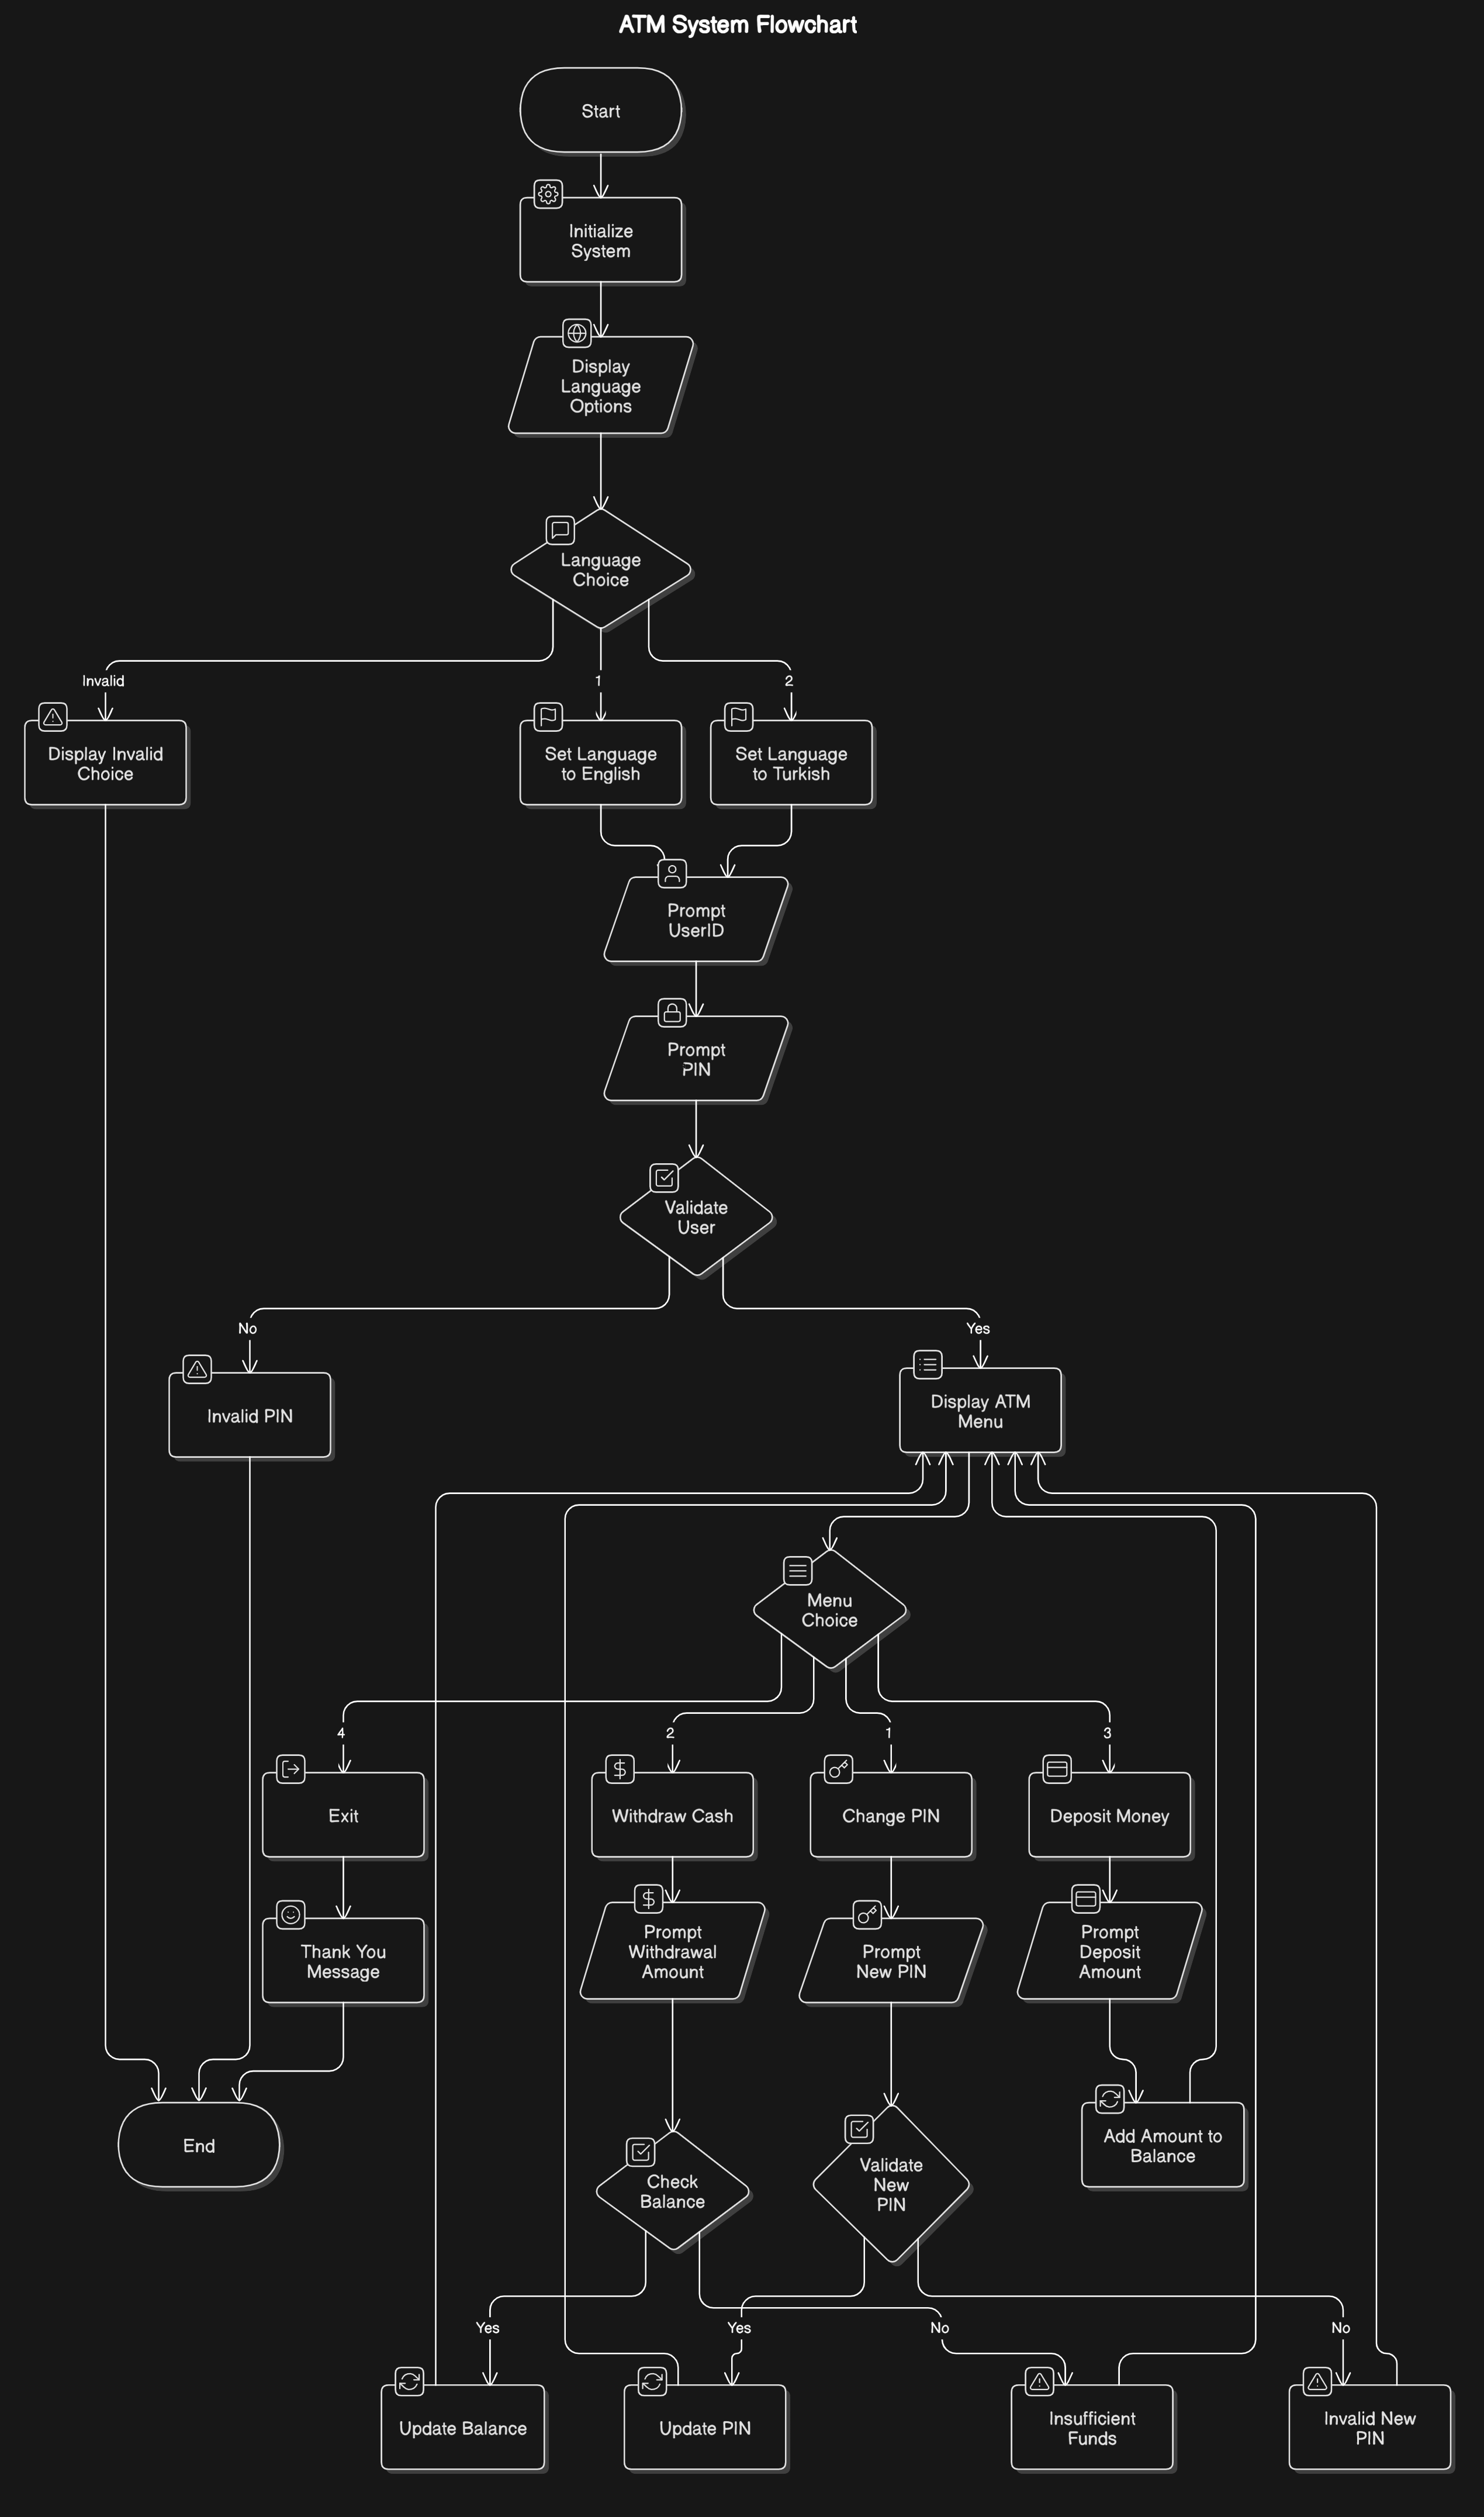 ATM System Flowchart
Start
Initialize
System
Display
Language
Options
Language
Choice
Invalid
1
2
Display Invalid
Choice
Set Language
to English
Set Language
to Turkish
Prompt
UserID
Prompt
PIN
Validate
User
No
Yes
Invalid PIN
Display ATM
Menu
Menu
Choice
4
2
1
3
Exit
Withdraw Cash
Change PIN
Deposit Money
Thank You
Message
Prompt
Withdrawal
Amount
Prompt
New PIN
Prompt
Deposit
Amount
End
Check
Balance
Validate
New
PIN
Add Amount to
Balance
Yes
Yes
No
No
Update Balance
Update PIN
Insufficient
Funds
Invalid New
PIN